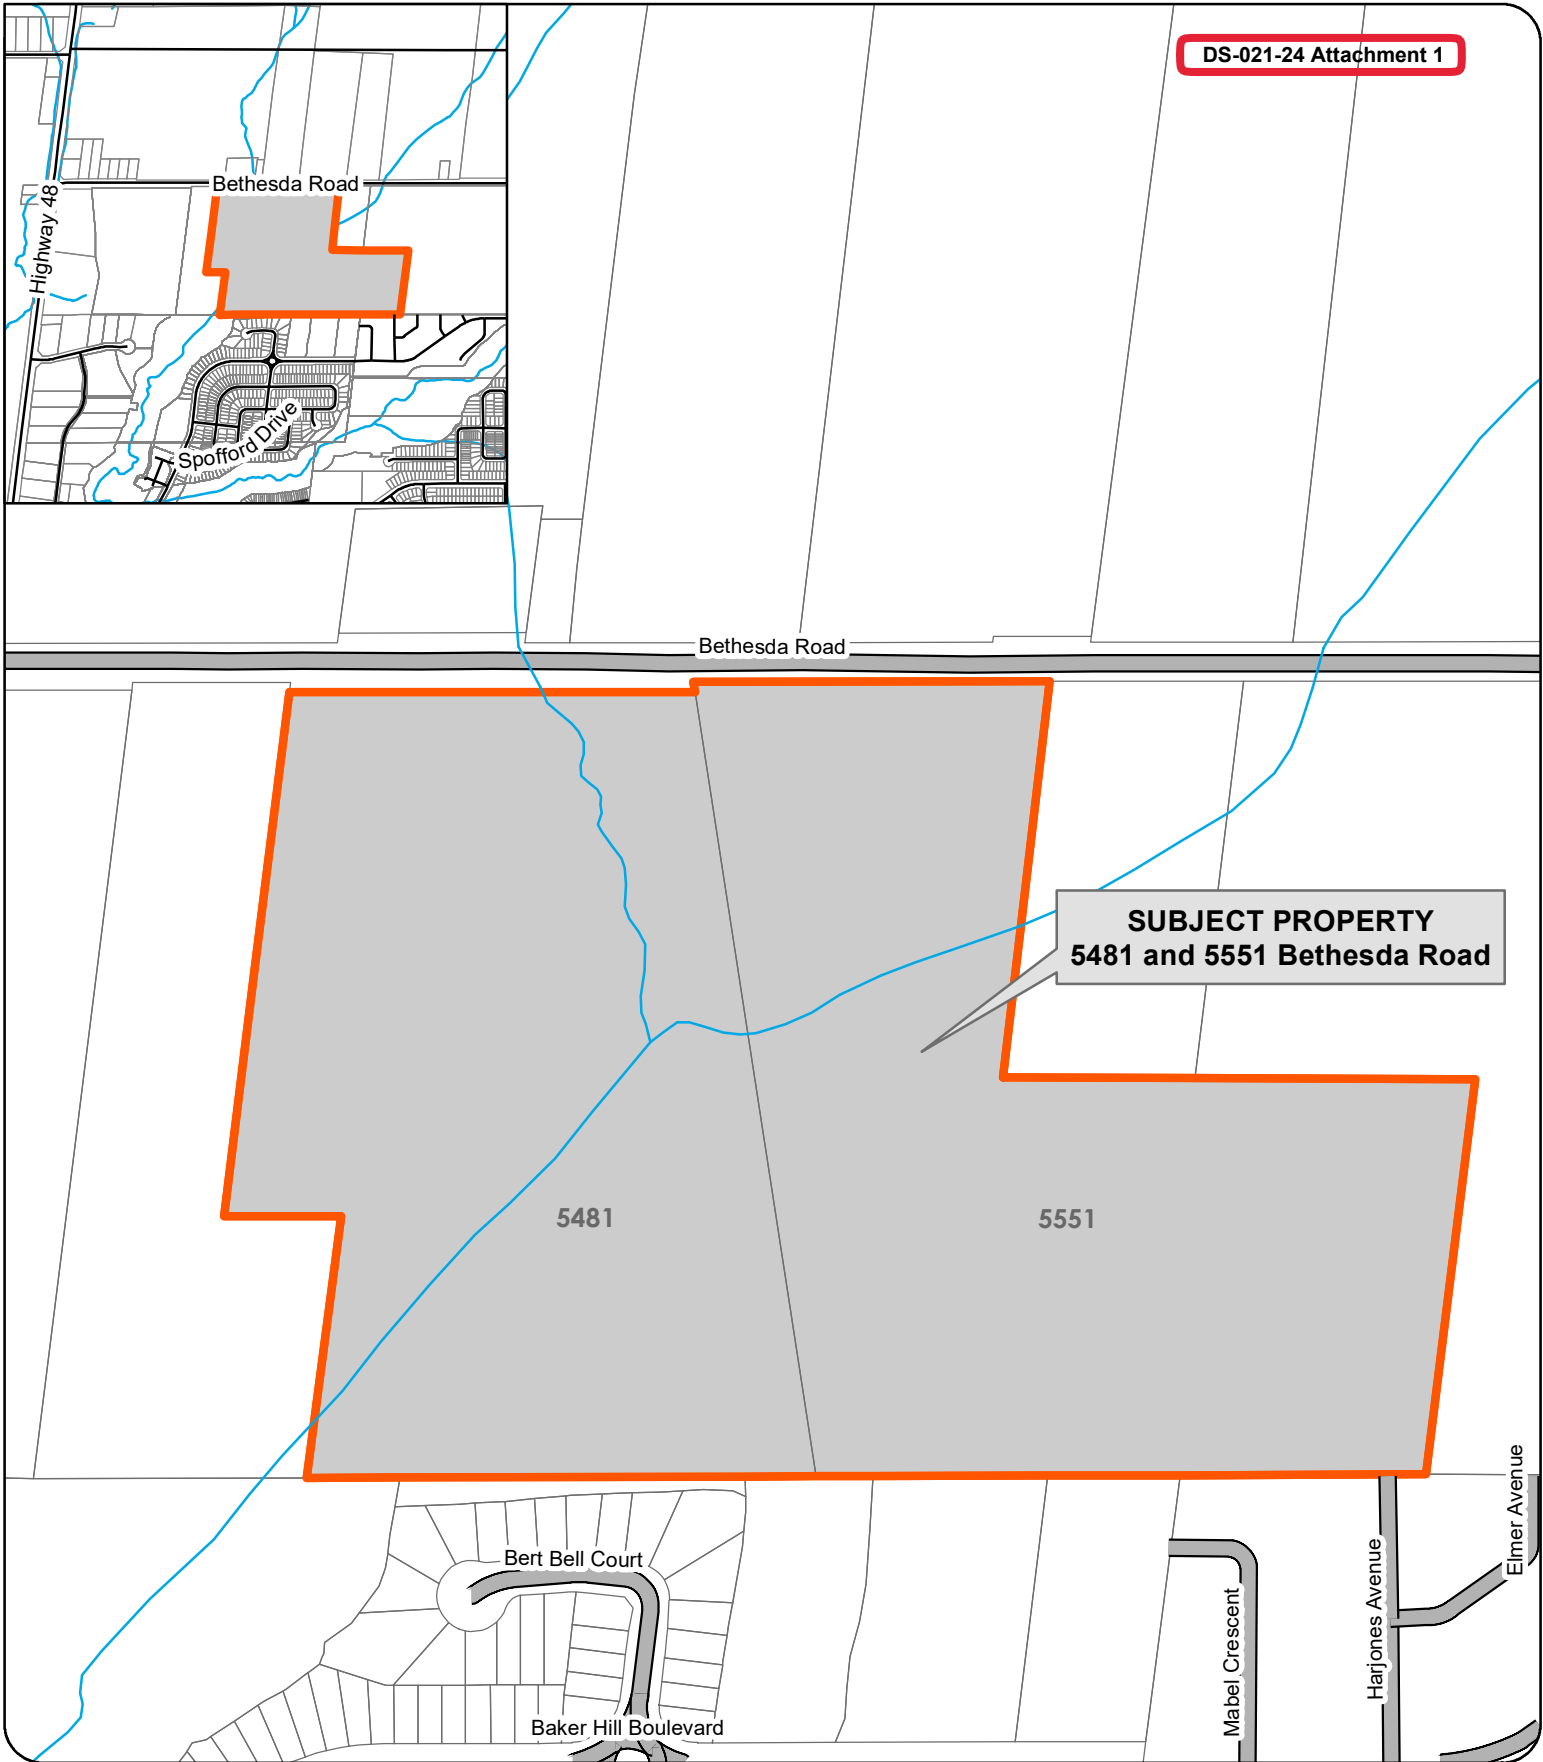 DS-021-24 Attachment 1
Bethesda Road
Highway 48
Spofford Drive
Bethesda Road
SUBJECT PROPERTY
5481 and 5551 Bethesda Road
5481
5551
Bert Bell Court
Baker Hill Boulevard
Mabel Crescent
Harjones Avenue
Elmer Avenue